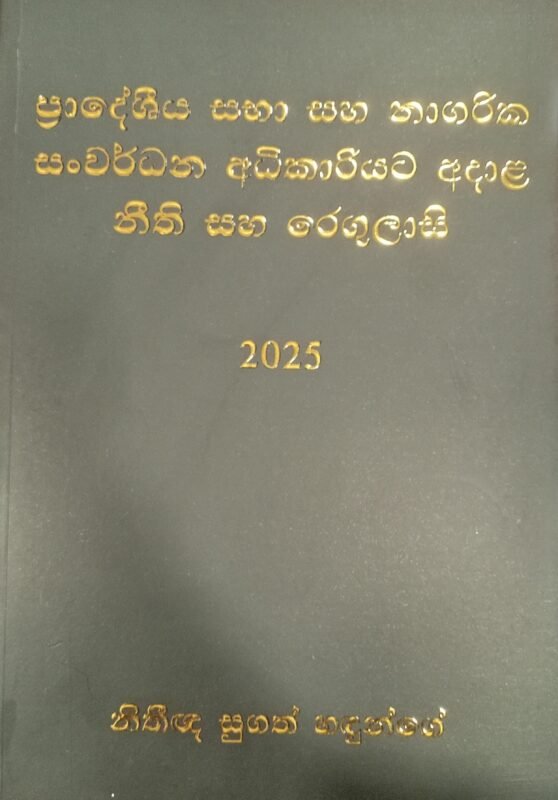 ප්‍රාදේශීය සභා සහ නාගරික
සංවර්ධන අධිකාරියට අදාළ
නීති සහ රෙගුලාසි
2025
නීතිඥ සුගත් හඳුන්ගේ